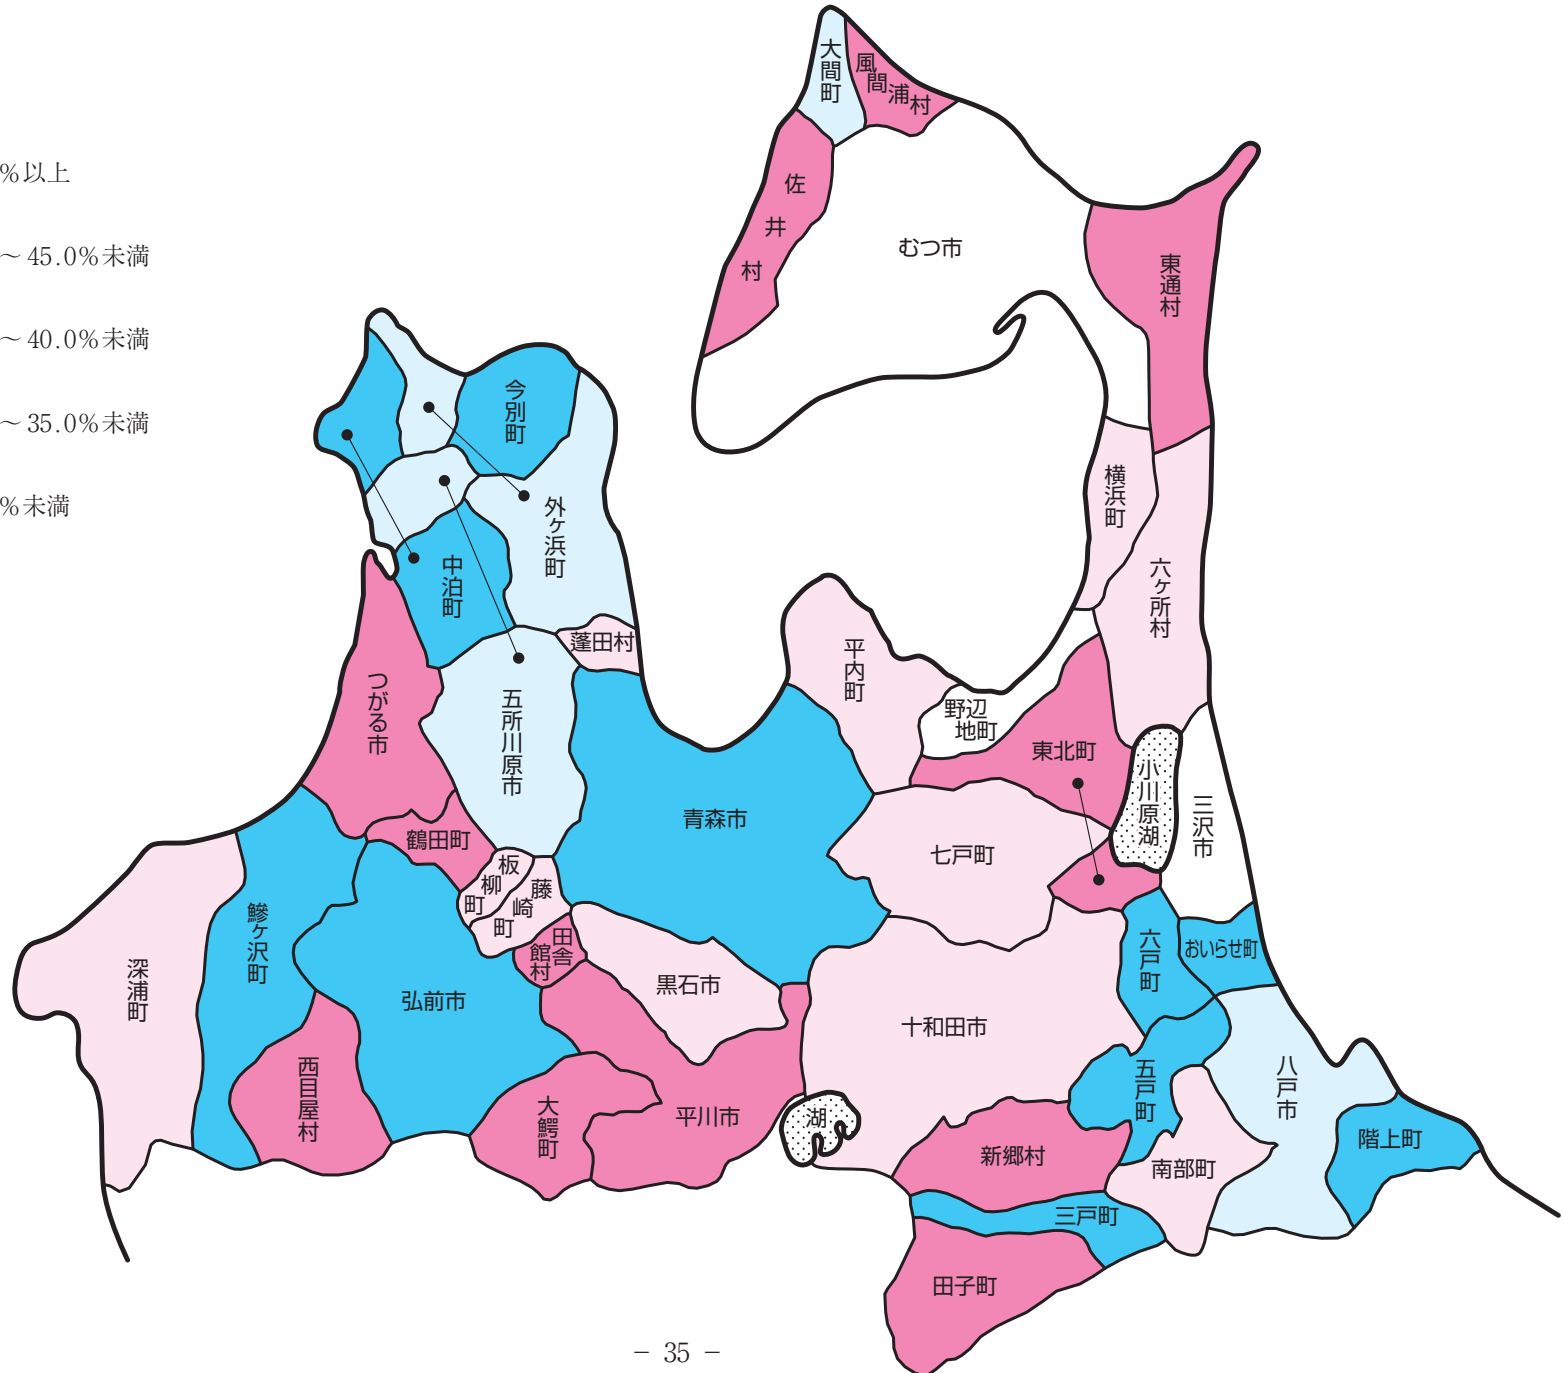 %以上
～45.0%未満
～40.0%未満
～35.0%未満
%未満
大間町
風間浦村
佐井村
むつ市
東通村
今別町
外ヶ浜町
中泊町
蓬田村
つがる市
五所川原市
横浜町
六ヶ所村
平内町
野辺
地町
東北町
小川原湖
三沢市
青森市
七戸町
鶴田町
板柳町
藤崎町
田舎
館村
鰺ヶ沢町
深浦町
弘前市
黒石市
六戸町
おいらせ町
十和田市
西目屋村
大鰐町
平川市
湖
五戸町
八戸市
階上町
新郷村
南部町
三戸町
田子町
− 35 −